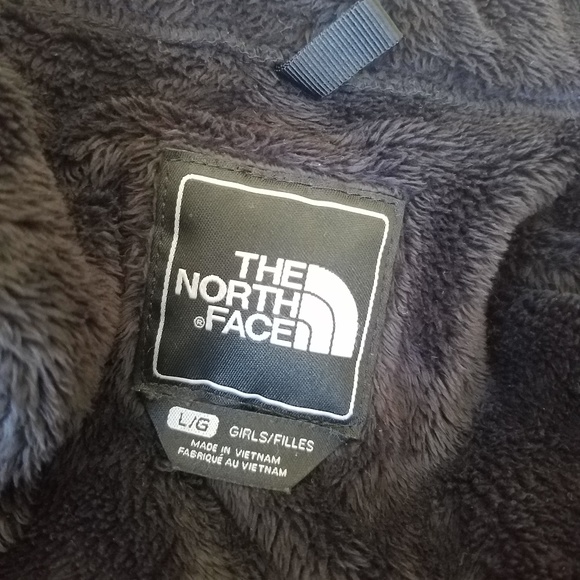 THE
NORTH
® FACE
L/G GIRLS/FILLES
MADE IN VIETNAM
FABRIQUÉ AU VIETNAM